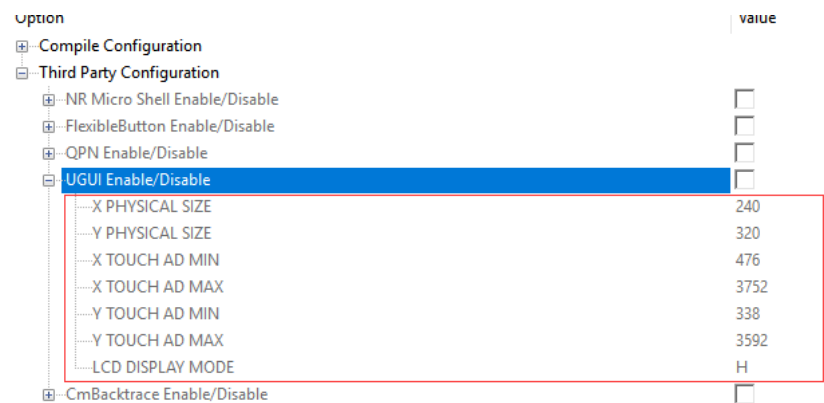 Option Value
Compile Configuration
Third Party Configuration
NR Micro Shell Enable/Disable
FlexibleButton Enable/Disable
QPN Enable/Disable
UGUI Enable/Disable
X PHYSICAL SIZE 240
Y PHYSICAL SIZE 320
X TOUCH AD MIN 476
X TOUCH AD MAX 3752
Y TOUCH AD MIN 338
Y TOUCH AD MAX 3592
LCD DISPLAY MODE H
CmBacktrace Enable/Disable